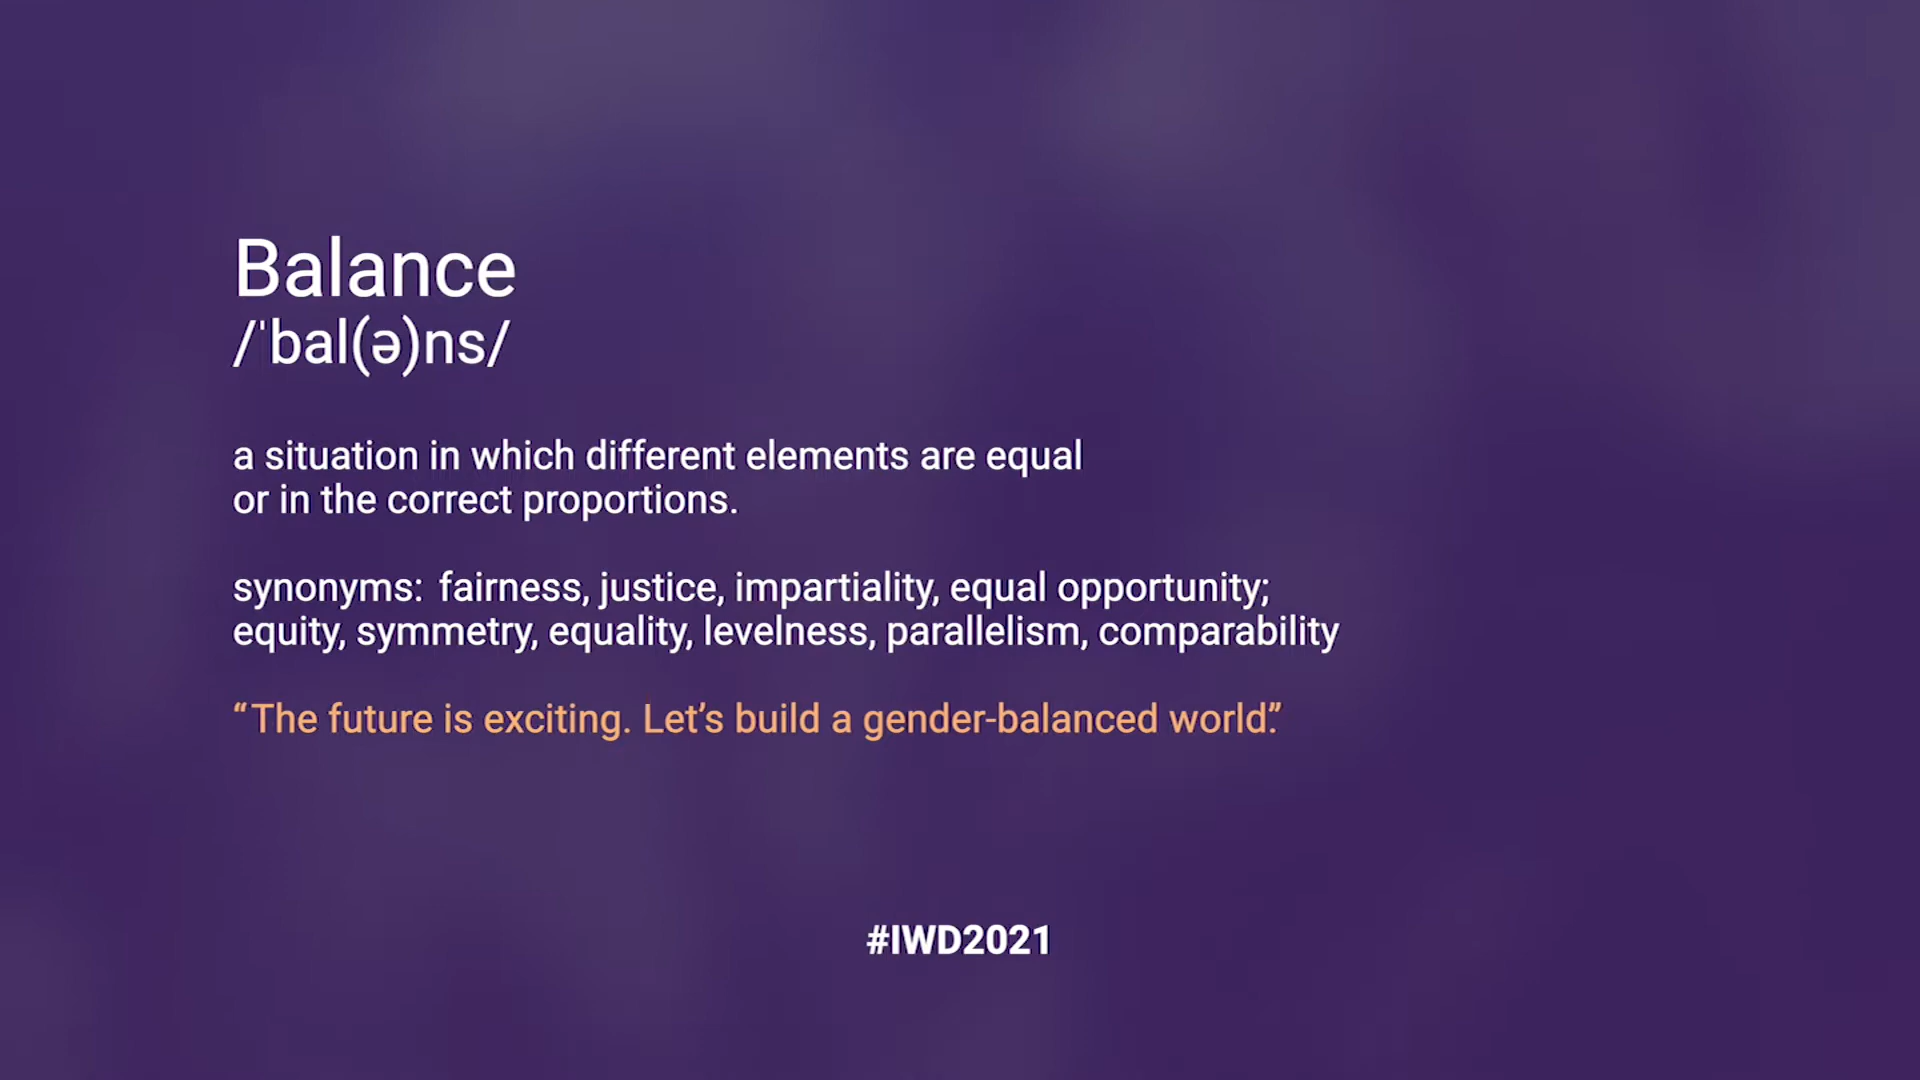 Balance
/ˈbal(ə)ns/
a situation in which different elements are equal
or in the correct proportions.
synonyms: fairness, justice, impartiality, equal opportunity;
equity, symmetry, equality, levelness, parallelism, comparability
“The future is exciting. Let’s build a gender-balanced world.”
#IWD2021